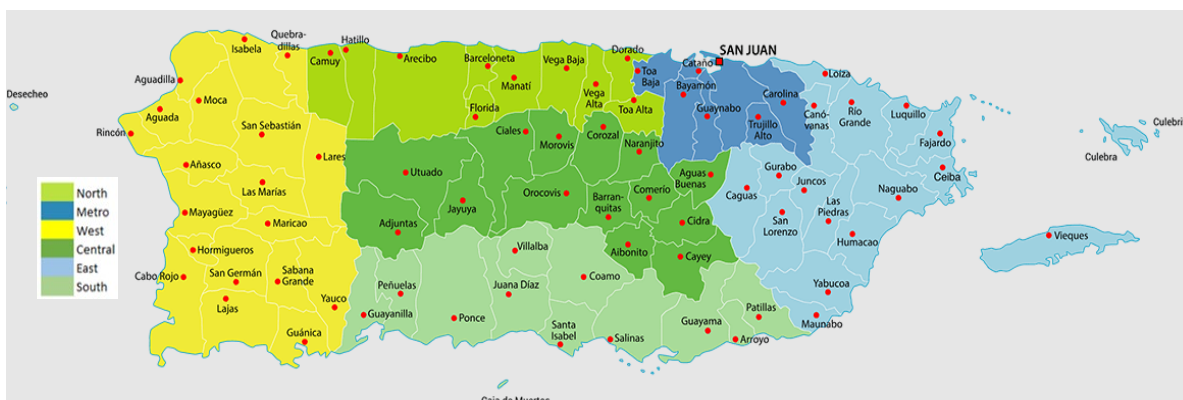 Isabela
Quebra-
dillas
Hatillo
Camuy
Arecibo
Barceloneta
Manatí
Vega Baja
Dorado
Toa
Baja
Cataño
SAN JUAN
Bayamón
Guaynabo
Carolina
Trujillo
Alto
Loíza
Canó-
vanas
Río
Grande
Luquillo
Fajardo
Ceiba
Culebra
Culebri
Desecheo
Aguadilla
Moca
Aguada
Rincón
San Sebastián
Lares
Añasco
Las Marías
Mayagüez
Maricao
Hormigueros
Cabo Rojo
San Germán
Sabana
Grande
Lajas
Yauco
Guánica
Florida
Vega
Alta
Toa Alta
Ciales
Morovis
Corozal
Naranjito
Utuado
Jayuya
Adjuntas
Orocovis
Barran-
quitas
Comerío
Aguas
Buenas
Cidra
Aibonito
Cayey
Gurabo
Caguas
Juncos
San
Lorenzo
Las
Piedras
Naguabo
Humacao
Yabucoa
Maunabo
Vieques
Villalba
Coamo
Peñuelas
Juana Díaz
Guayanilla
Ponce
Santa
Isabel
Salinas
Guayama
Patillas
Arroyo
North
Metro
West
Central
East
South